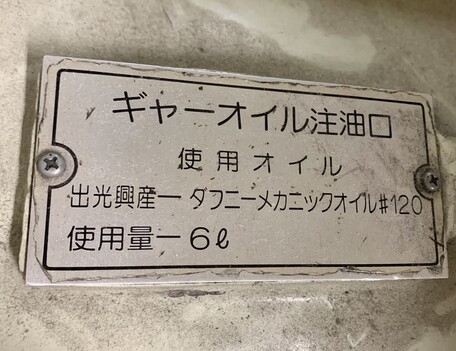 ギヤーオイル注油口
使用オイル
出光興産ー ダフニーメカニックオイル#120
使用量ー6ℓ